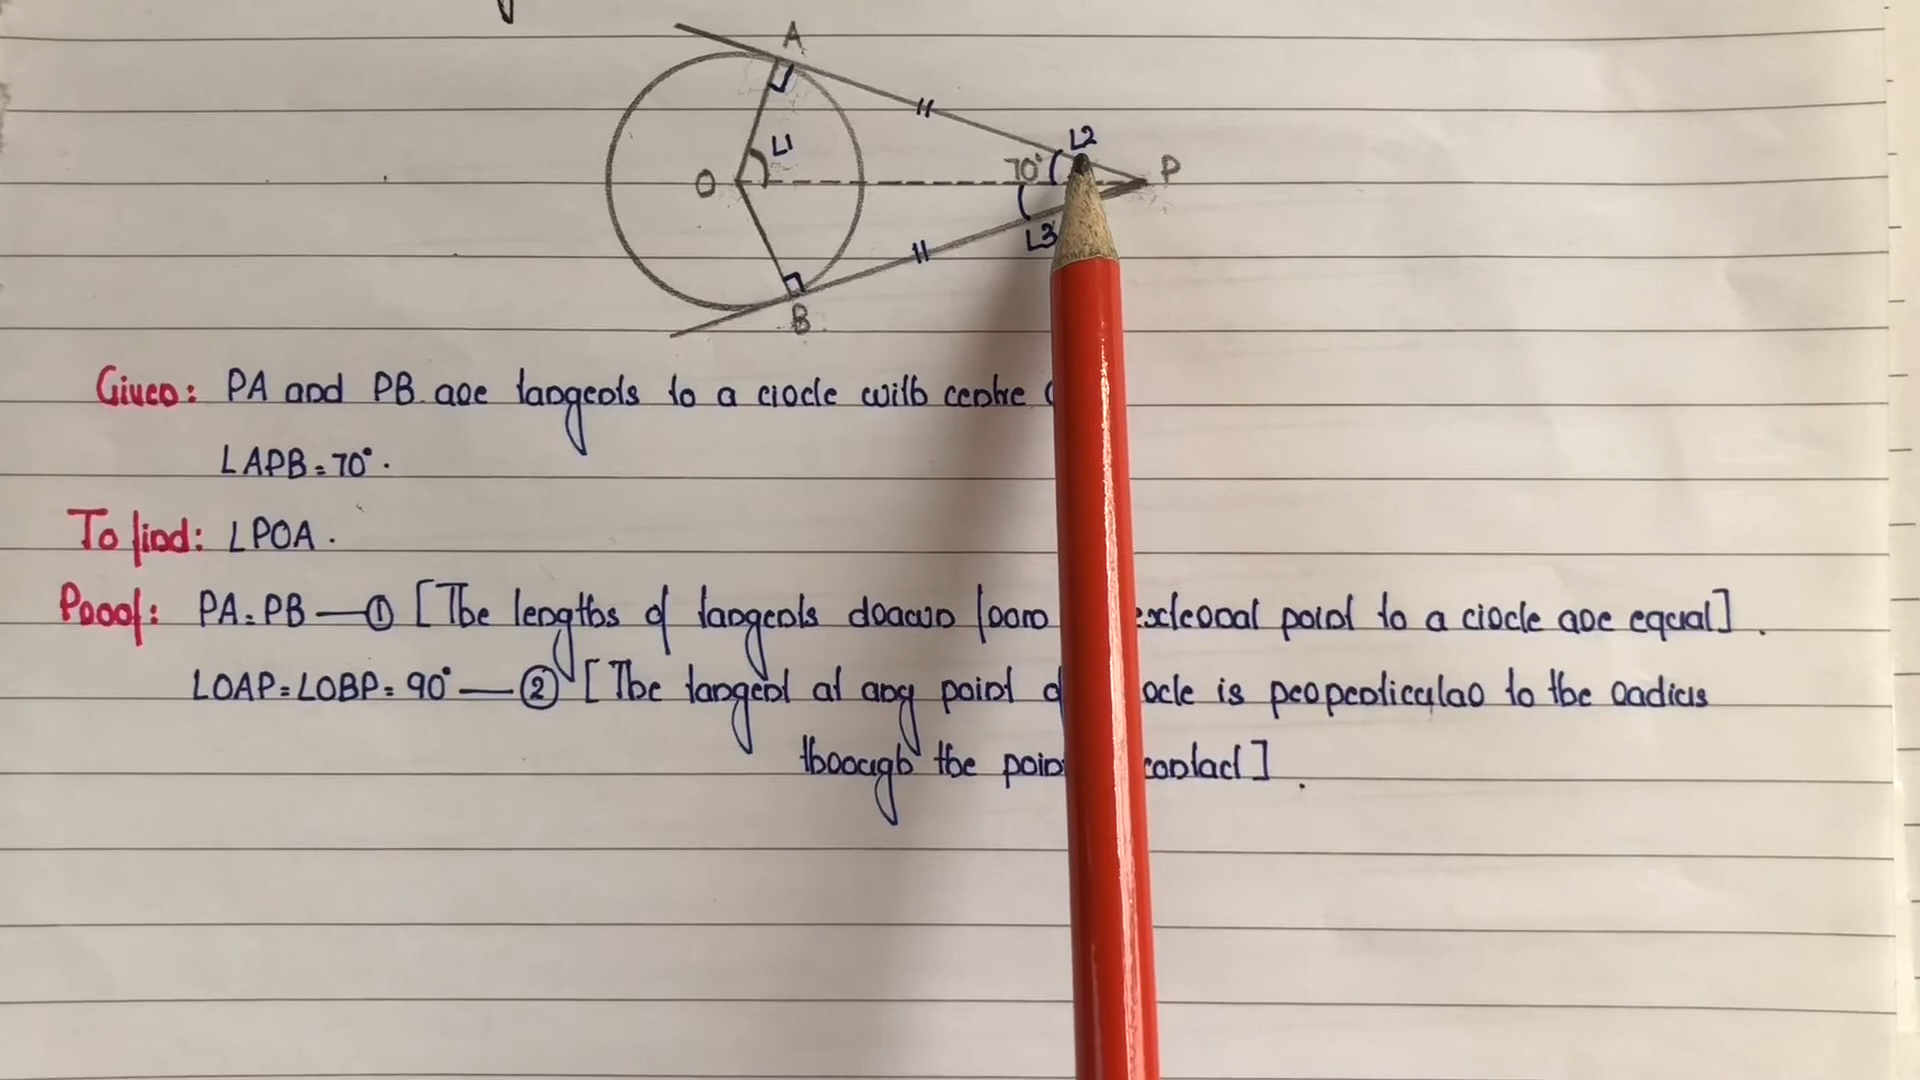 A
∠1
∠2
70°
P
O
∠3
B
Given: PA and PB are tangents to a circle with centre
∠APB = 70°.
To find: ∠POA.
Proof: PA = PB — ① [The lengths of tangents drawn from external point to a circle are equal].
∠OAP = ∠OBP = 90° — ② [The tangent at any point is perpendicular to the radius
through the point contact].